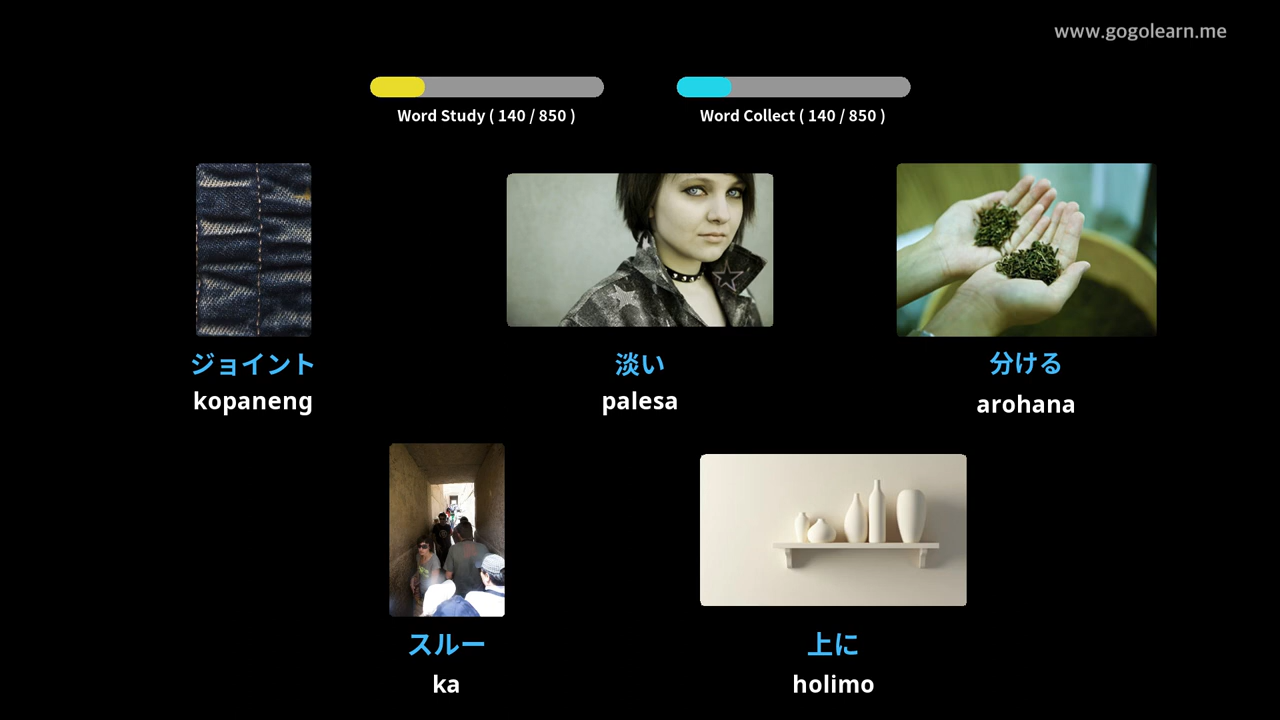 www.gogolearn.me
Word Study ( 140 / 850 )
Word Collect ( 140 / 850 )
ジョイント
kopaneng
淡い
palesa
分ける
arohana
スルー
ka
上に
holimo